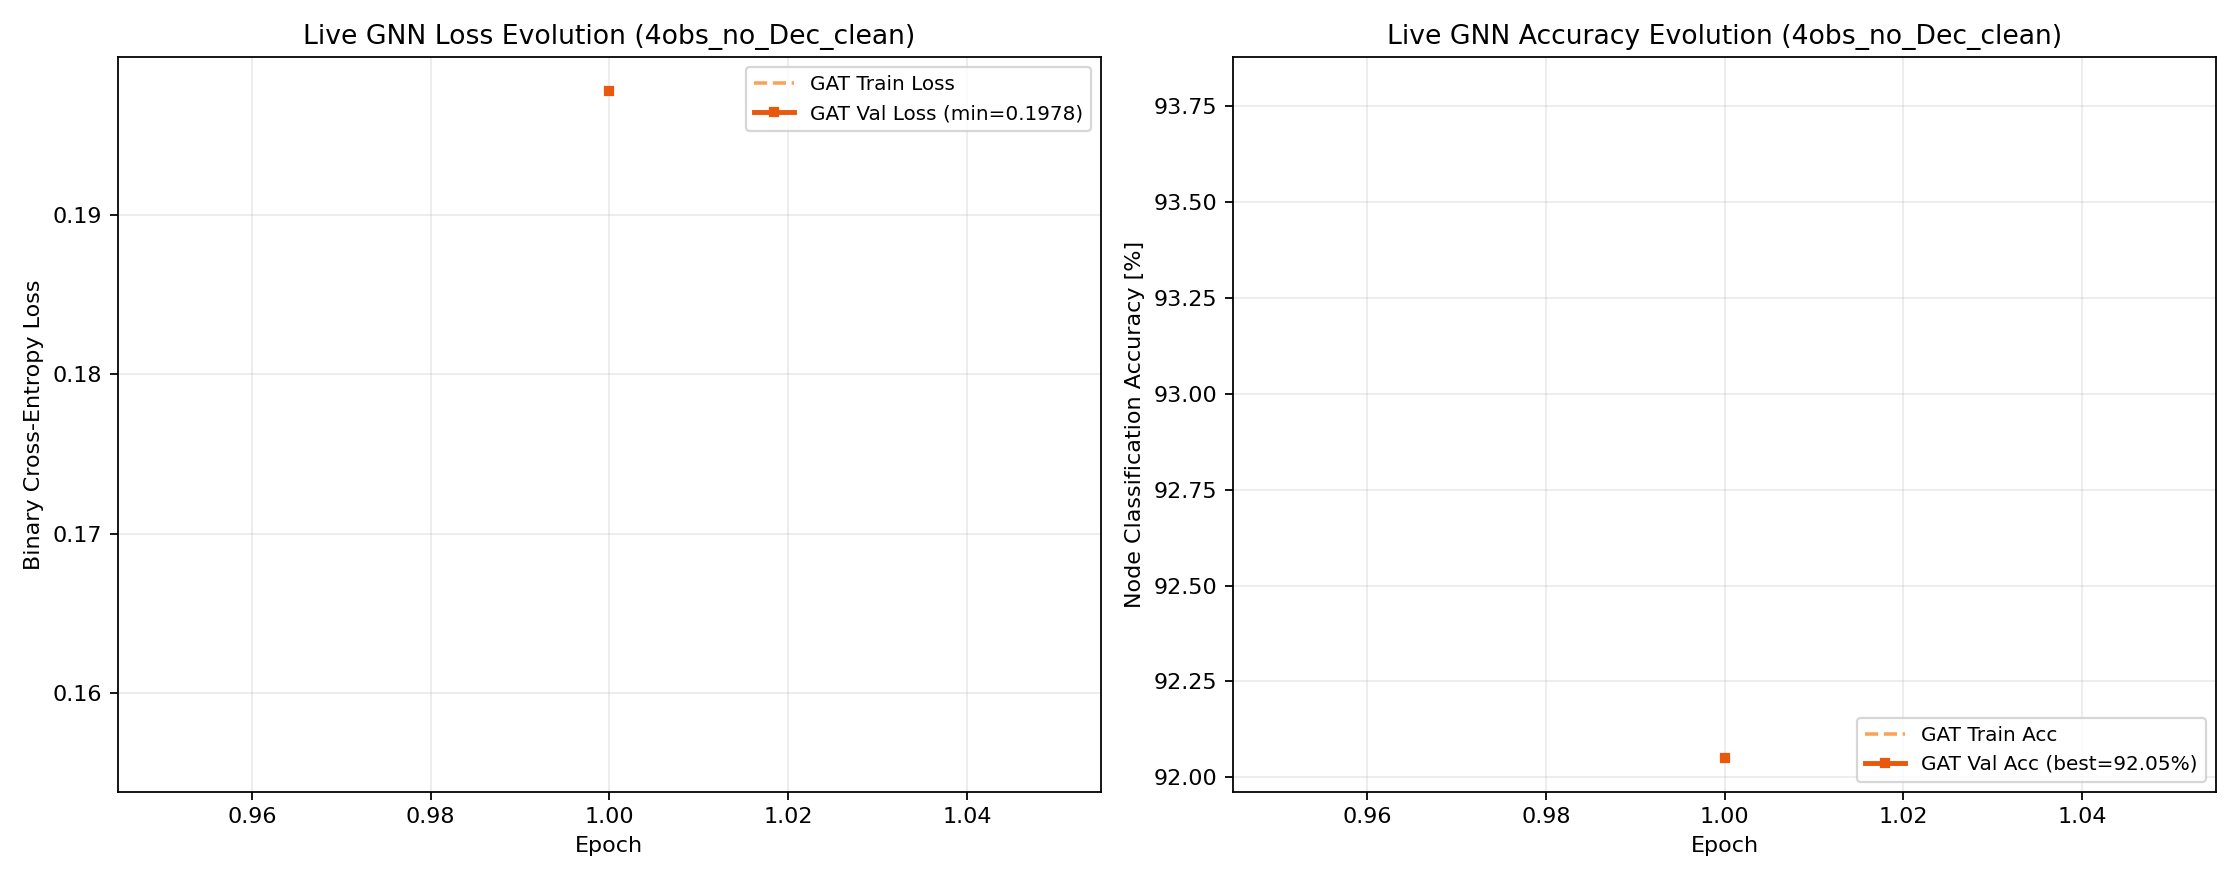 Live GNN Loss Evolution (4obs_no_Dec_clean)
Binary Cross-Entropy Loss
0.19
0.18
0.17
0.16
GAT Train Loss
GAT Val Loss (min=0.1978)
0.96
0.98
1.00
1.02
1.04
Epoch
Live GNN Accuracy Evolution (4obs_no_Dec_clean)
Node Classification Accuracy [%]
93.75
93.50
93.25
93.00
92.75
92.50
92.25
92.00
GAT Train Acc
GAT Val Acc (best=92.05%)
0.96
0.98
1.00
1.02
1.04
Epoch